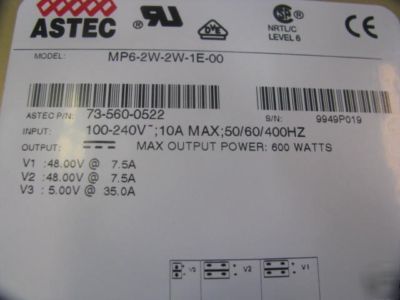 ASTEC
NRTL/C
LEVEL 6
MODEL: MP6-2W-2W-1E-00
ASTEC P/N: 73-560-0522
S/N: 9949P019
INPUT: 100-240V~;10A MAX;50/60/400HZ
OUTPUT: MAX OUTPUT POWER: 600 WATTS
V1 :48.00V @ 7.5A
V2 :48.00V @ 7.5A
V3 :5.00V @ 35.0A
V3 V2 V1